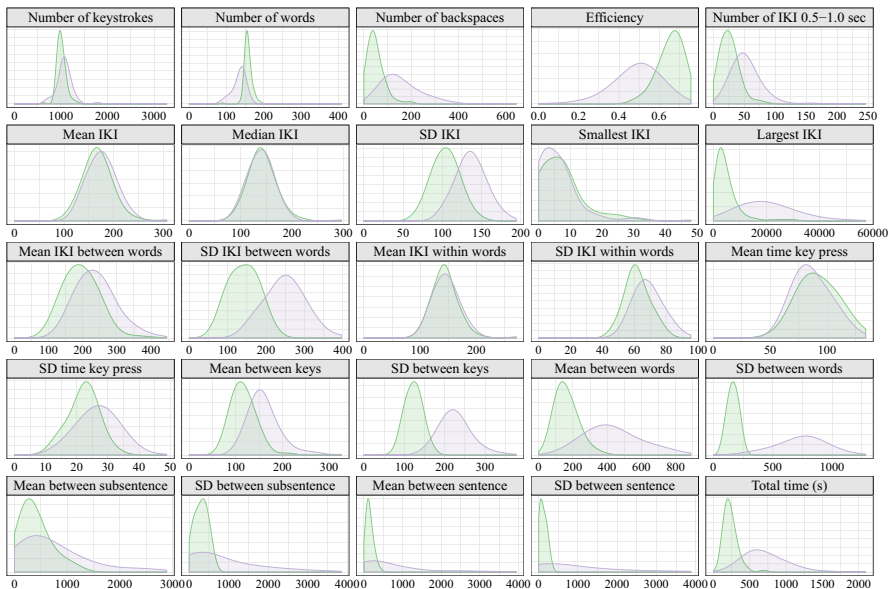 Number of keystrokes Number of words Number of backspaces Efficiency Number of IKI 0.5−1.0 sec
0 1000 2000 3000 0 100 200 300 400 0 200 400 600 0.0 0.2 0.4 0.6 0 50 100 150 200 250
Mean IKI Median IKI SD IKI Smallest IKI Largest IKI
0 100 200 300 0 100 200 300 0 50 100 150 200 0 10 20 30 40 50 0 20000 40000 60000
Mean IKI between words SD IKI between words Mean IKI within words SD IKI within words Mean time key press
0 100 200 300 400 0 100 200 300 400 0 100 200 0 20 40 60 80 100 50 100
SD time key press Mean between keys SD between keys Mean between words SD between words
0 10 20 30 40 50 0 100 200 300 0 100 200 300 0 200 400 600 800 0 500 1000
Mean between subsentence SD between subsentence Mean between sentence SD between sentence Total time (s)
0 1000 2000 3000 0 1000 2000 3000 4000 0 1000 2000 3000 4000 0 1000 2000 3000 4000 500 1000 1500 2000